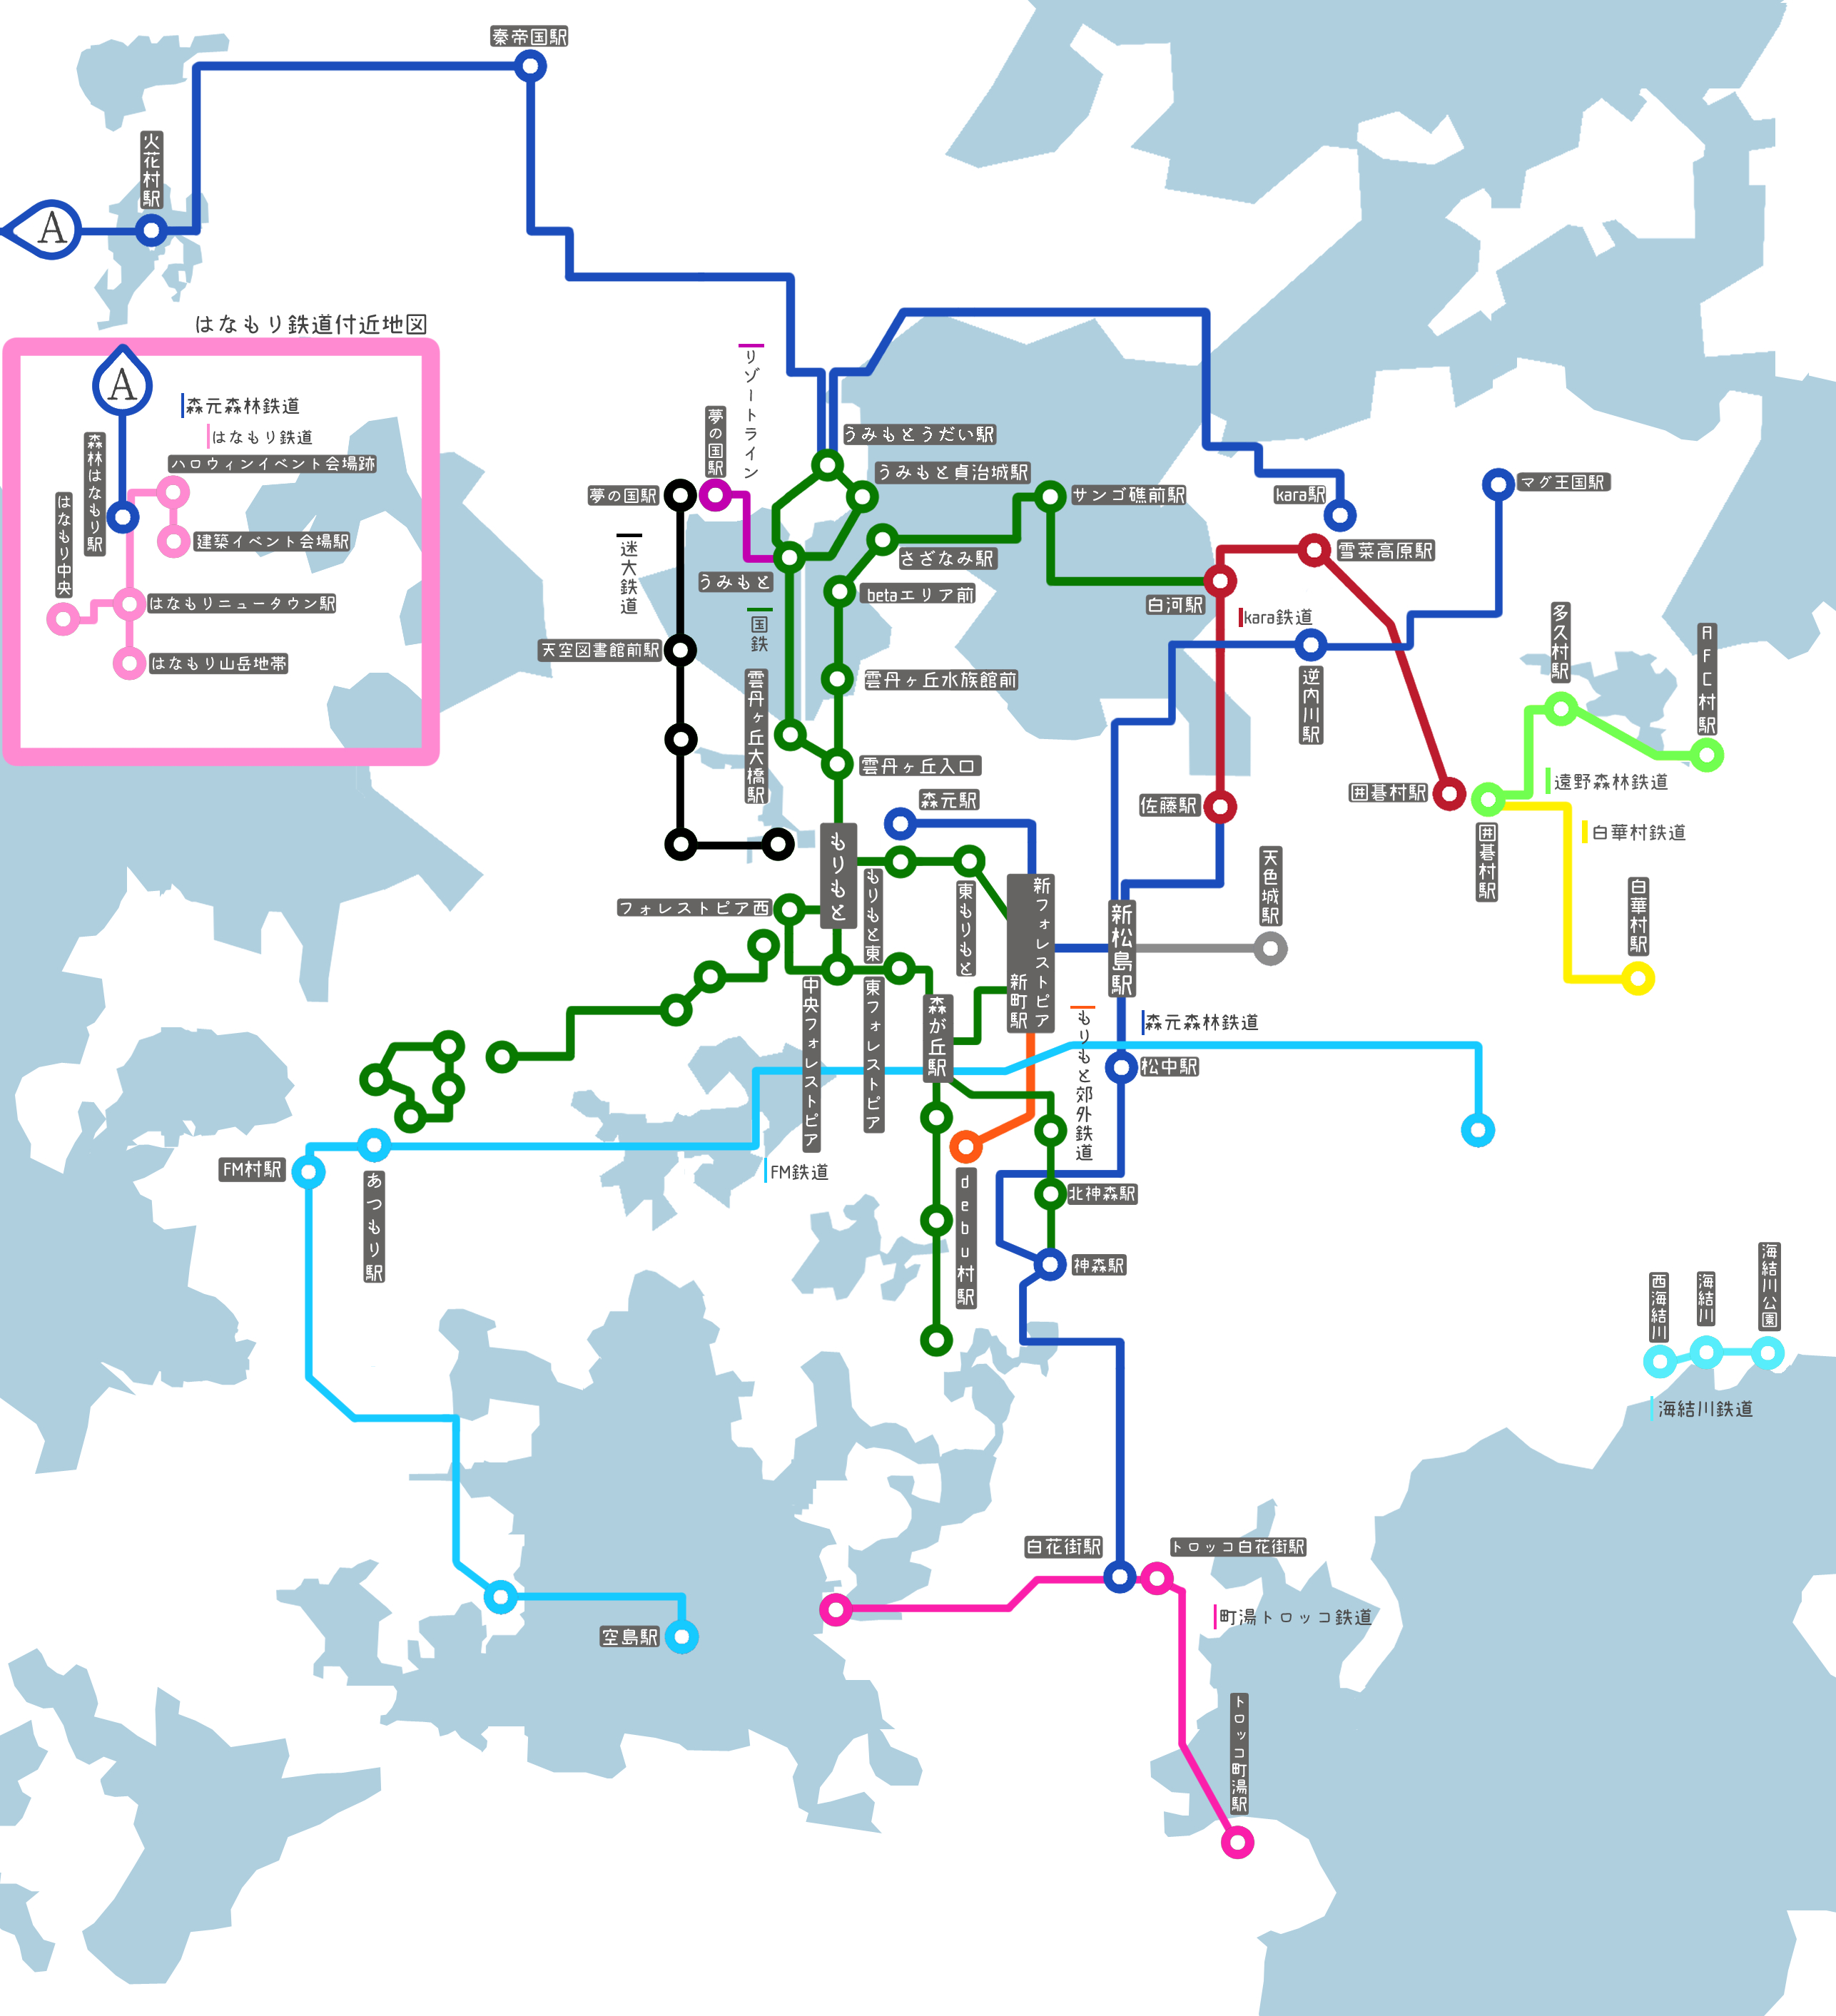 秦帝国駅
火花村駅
A
はなもり鉄道付近地図
A
森元森林鉄道
はなもり鉄道
森林はなもり駅
ハロウィンイベント会場跡
はなもり中央
建築イベント会場駅
はなもりニュータウン駅
はなもり山岳地帯
リゾートライン
夢の国駅
うみもとうだい駅
うみもと貞治城駅
夢の国駅
サンゴ礁前駅
kara駅
マグ王国駅
迷大鉄道
さざなみ駅
雪菜高原駅
うみもと
betaエリア前
白河駅
kara鉄道
国鉄
多久村駅
AFC村駅
天空図書館前駅
雲丹ヶ丘水族館前
逆内川駅
雲丹ヶ丘大橋駅
雲丹ヶ丘入口
遠野森林鉄道
森元駅
佐藤駅
囲碁村駅
囲碁村駅
白華村鉄道
もりもと
もりもと東
東もりもと
新フォレストピア新町駅
新松島駅
天色城駅
白華村駅
フォレストピア西
中央フォレストピア
東フォレストピア
森が丘駅
もりもと郊外鉄道
森元森林鉄道
松中駅
FM村駅
あつもり駅
FM鉄道
debu村駅
北神森駅
神森駅
西海結川
海結川
海結川公園
海結川鉄道
白花街駅
トロッコ白花街駅
町湯トロッコ鉄道
空島駅
トロッコ町湯駅